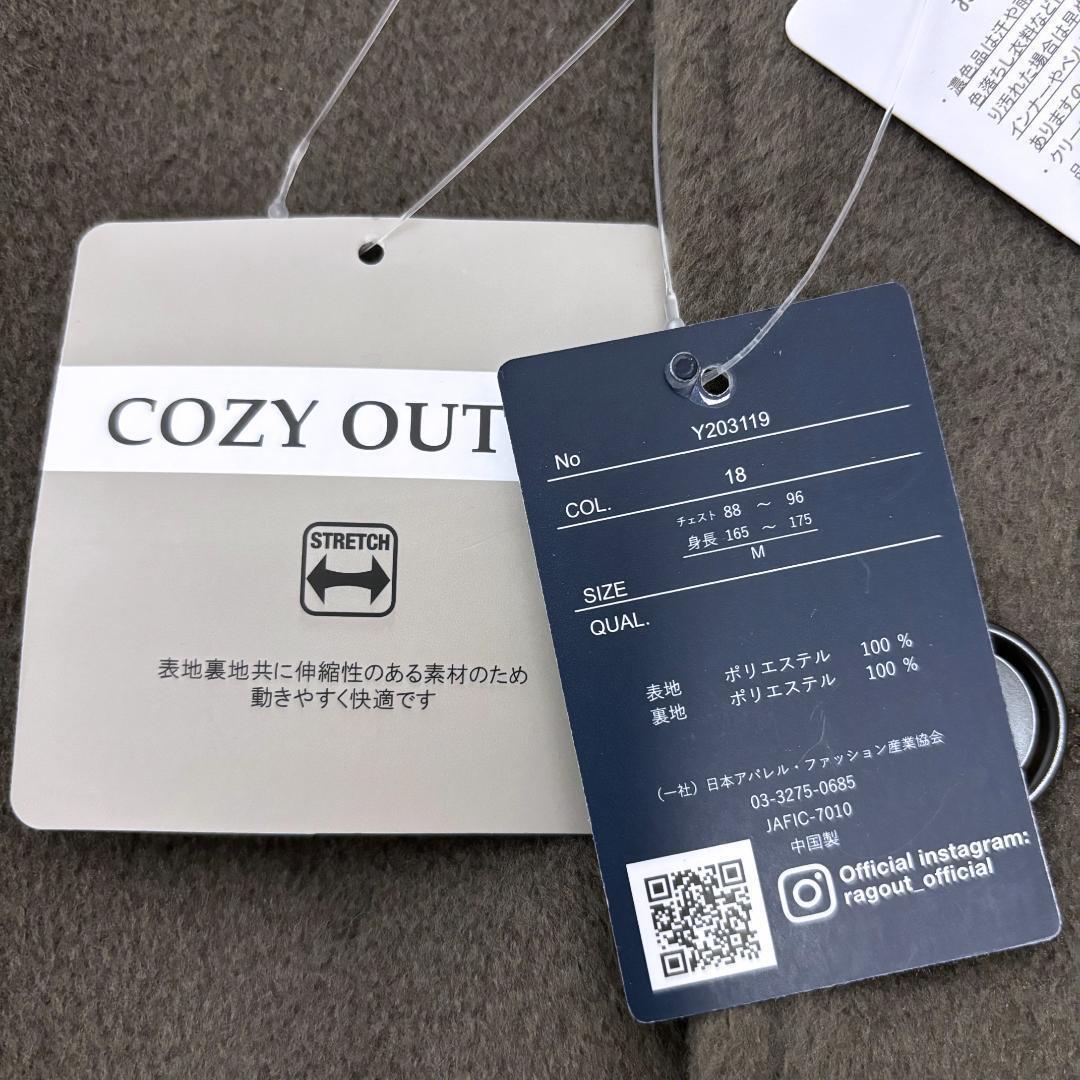 COZY OUT
STRETCH
表地裏地共に伸縮性のある素材のため
動きやすく快適です
No Y203119
COL. 18
チェスト 88 ～ 96
身長 165 ～ 175
SIZE M
QUAL.
表地 ポリエステル 100 %
裏地 ポリエステル 100 %
(一社) 日本アパレル・ファッション産業協会
03-3275-0685
JAFIC-7010
中国製
Official instagram:
ragout_official
・濃色品は汗や
色落ちし衣料など
り汚れた場合は早
インナーやベル
ありますの
・クリー
品